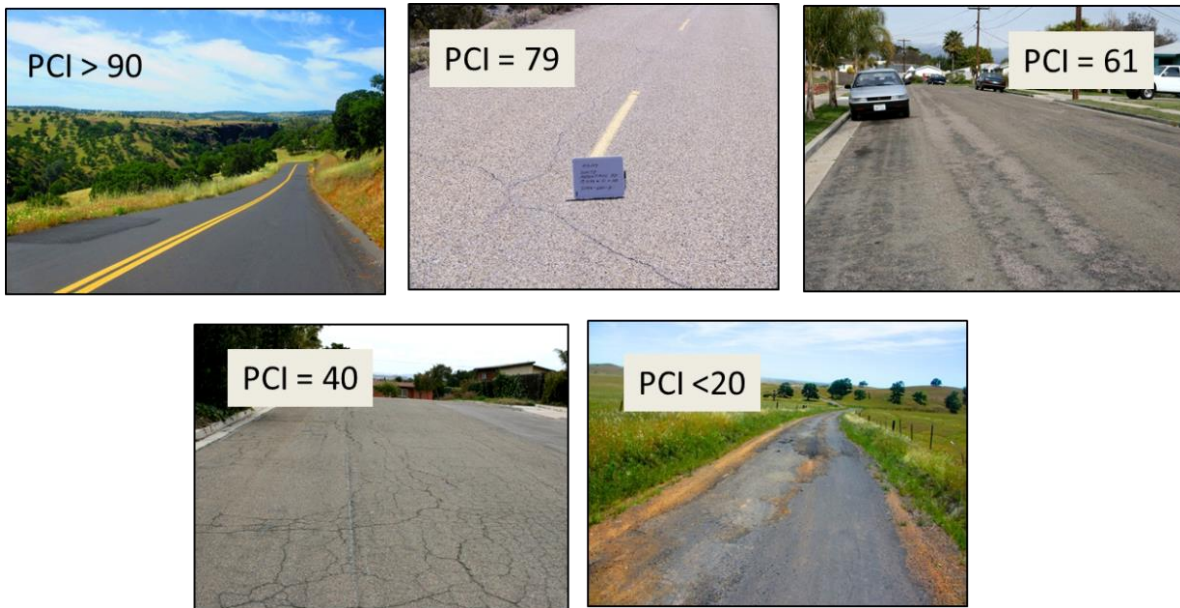 PCI > 90
PCI = 79
PCI = 61
PCI = 40
PCI <20